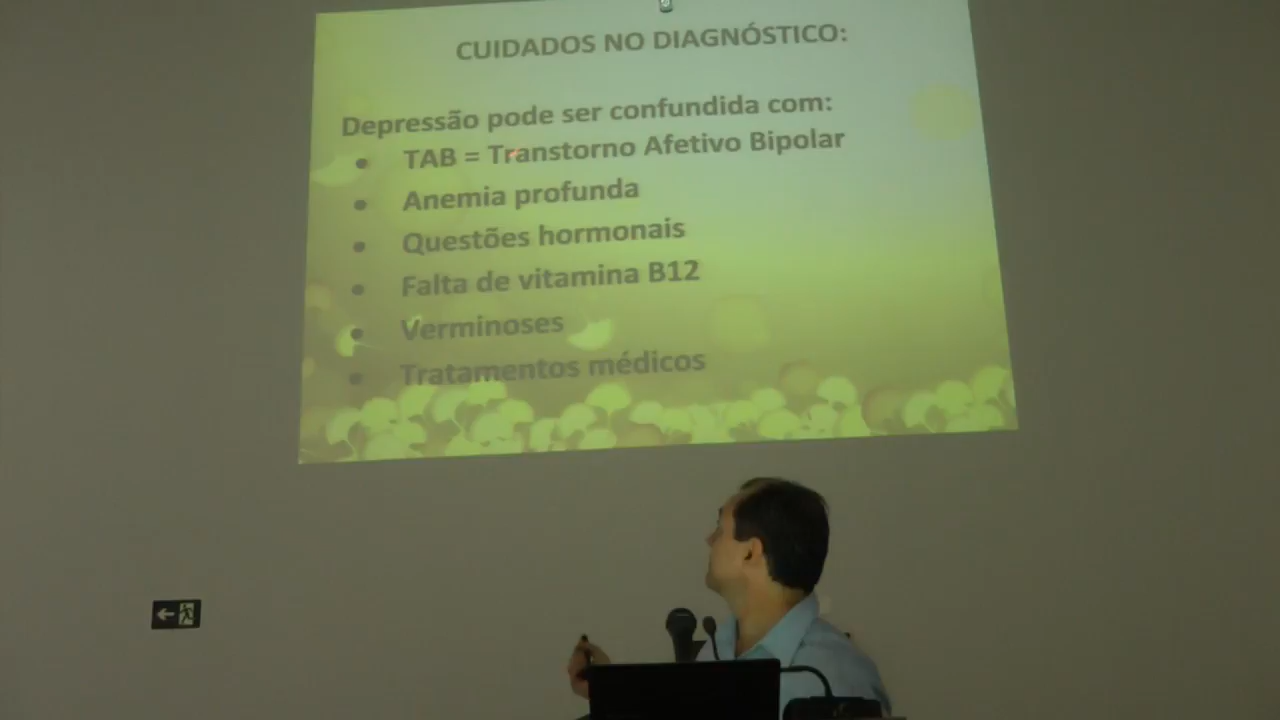 CUIDADOS NO DIAGNÓSTICO:
Depressão pode ser confundida com:
• TAB = Transtorno Afetivo Bipolar
• Anemia profunda
• Questões hormonais
• Falta de vitamina B12
• Verminoses
• Tratamentos médicos